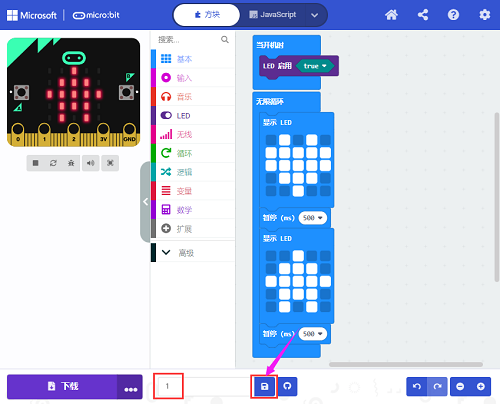 Microsoft micro:bit 方块 JavaScript
搜索...
基本
输入
音乐
LED
无线
循环
逻辑
变量
数学
扩展
高级
0 1 2 3V GND
当开机时
LED 启用 true
无限循环
显示 LED
暂停 (ms) 500
显示 LED
暂停 (ms) 500
下载 ••• 1